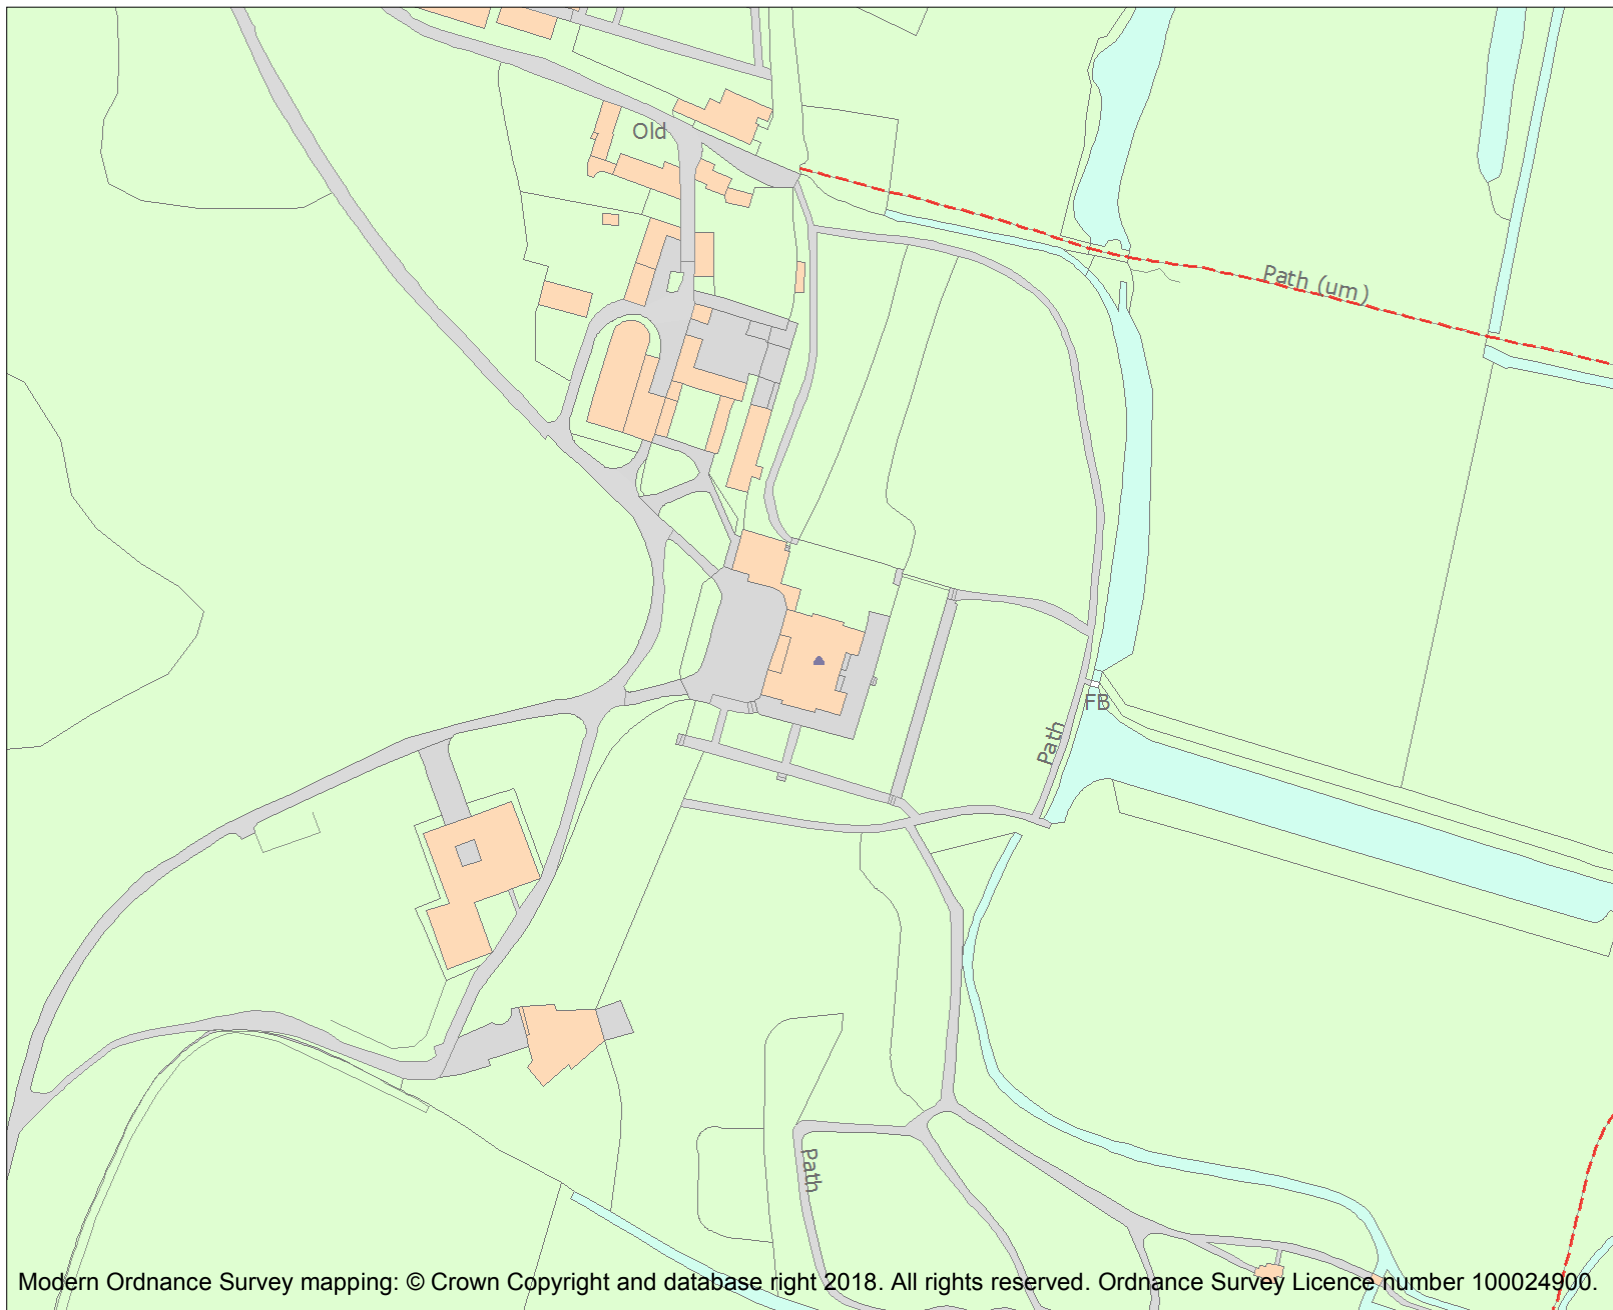 Old
Path (um)
FB
Path
Path
Modern Ordnance Survey mapping: © Crown Copyright and database right 2018. All rights reserved. Ordnance Survey Licence number 100024900.